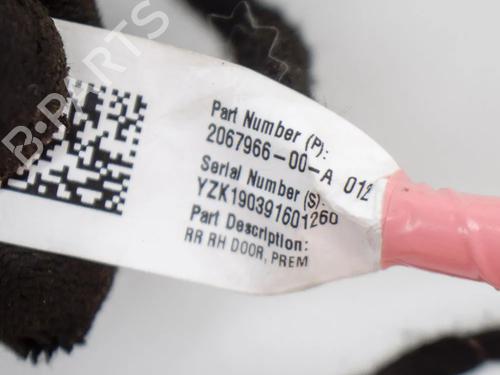 B-PARTS
Part Number (P):
2067966-00-A 012
Serial Number (S):
YZK190391601260
Part Description:
RR RH DOOR, PREM